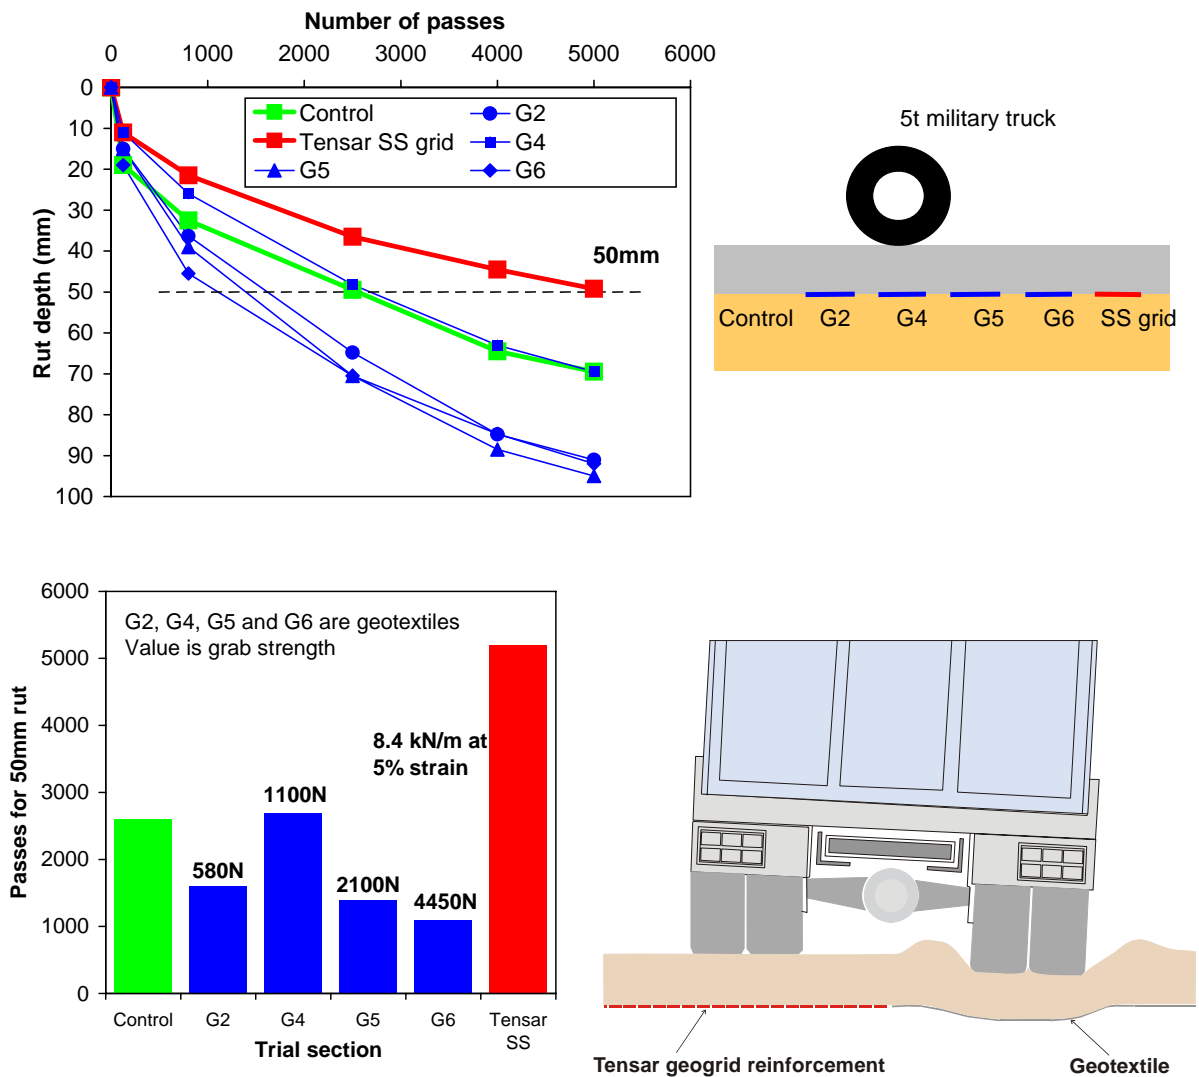 Number of passes
0 1000 2000 3000 4000 5000 6000
0
10
20
30
40
50
60
70
80
90
100
Rut depth (mm)
Control
G2
Tensar SS grid
G4
G5
G6
50mm
5t military truck
Control G2 G4 G5 G6 SS grid
6000
5000
4000
3000
2000
1000
0
Passes for 50mm rut
G2, G4, G5 and G6 are geotextiles
Value is grab strength
8.4 kN/m at
5% strain
1100N
580N
2100N
4450N
Control G2 G4 G5 G6 Tensar
SS
Trial section
Tensar geogrid reinforcement
Geotextile